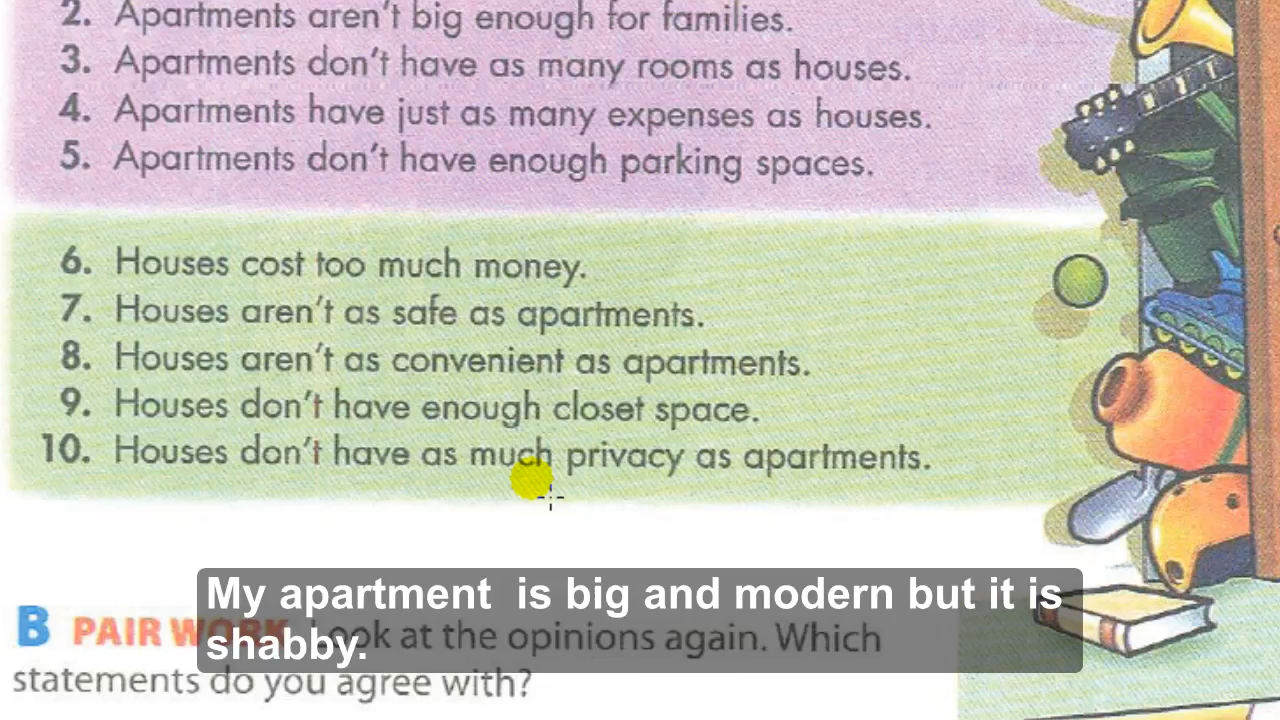 2. Apartments aren't big enough for families.
3. Apartments don't have as many rooms as houses.
4. Apartments have just as many expenses as houses.
5. Apartments don't have enough parking spaces.
6. Houses cost too much money.
7. Houses aren't as safe as apartments.
8. Houses aren't as convenient as apartments.
9. Houses don't have enough closet space.
10. Houses don't have as much privacy as apartments.
My apartment is big and modern but it is
shabby.
B PAIR WORK Look at the opinions again. Which
statements do you agree with?